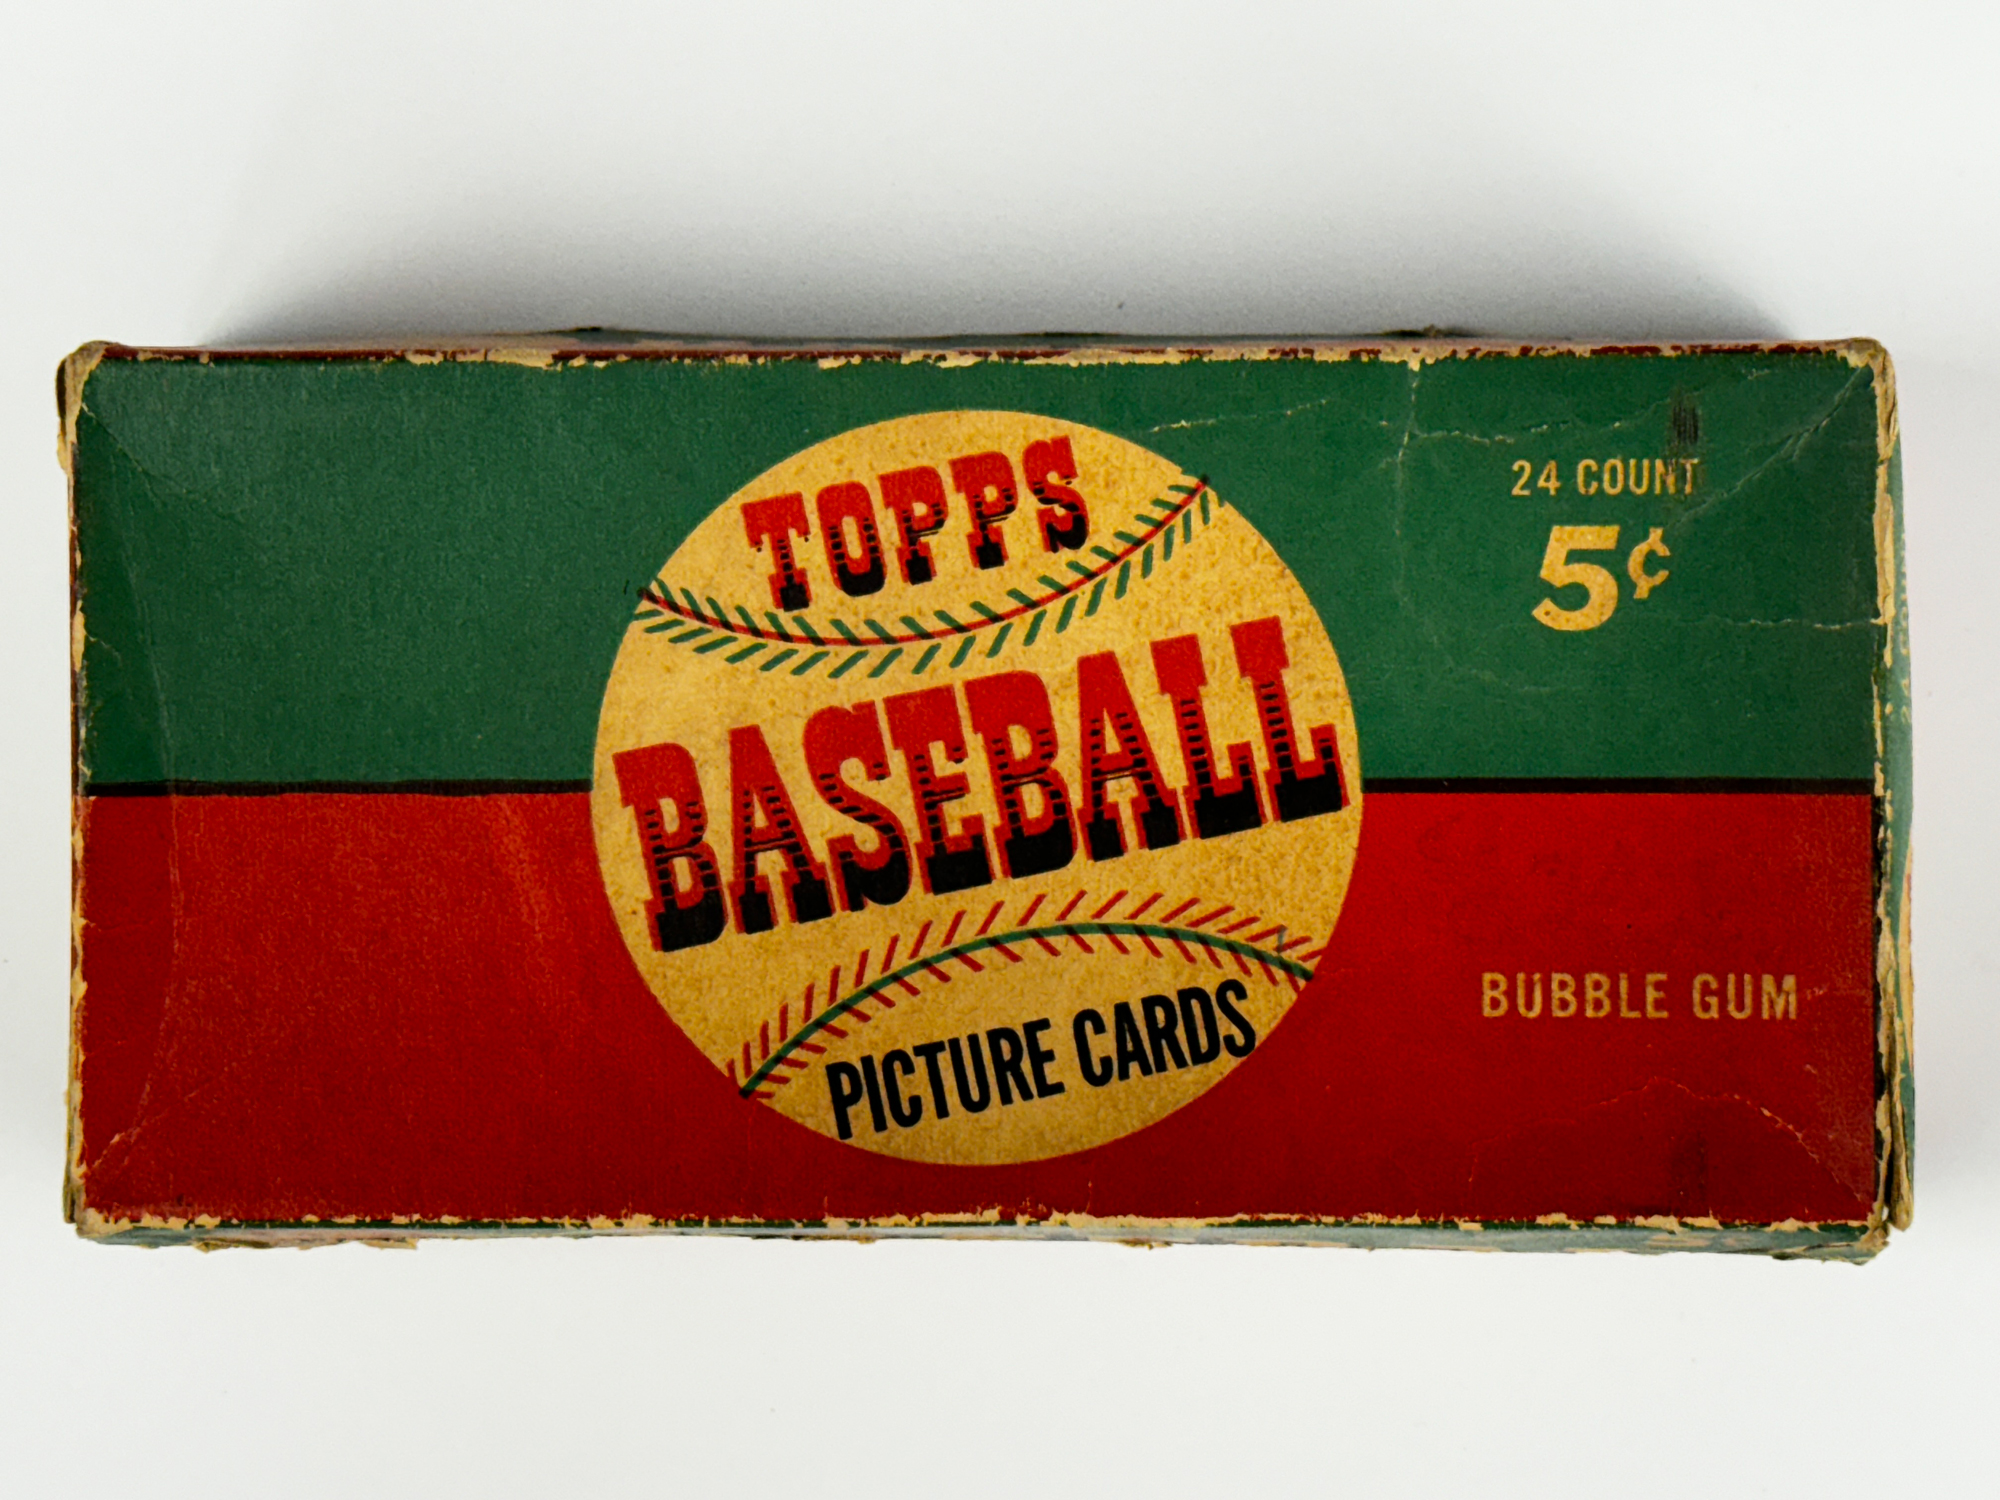 TOPPS
BASEBALL
PICTURE CARDS
24 COUNT
5¢
BUBBLE GUM